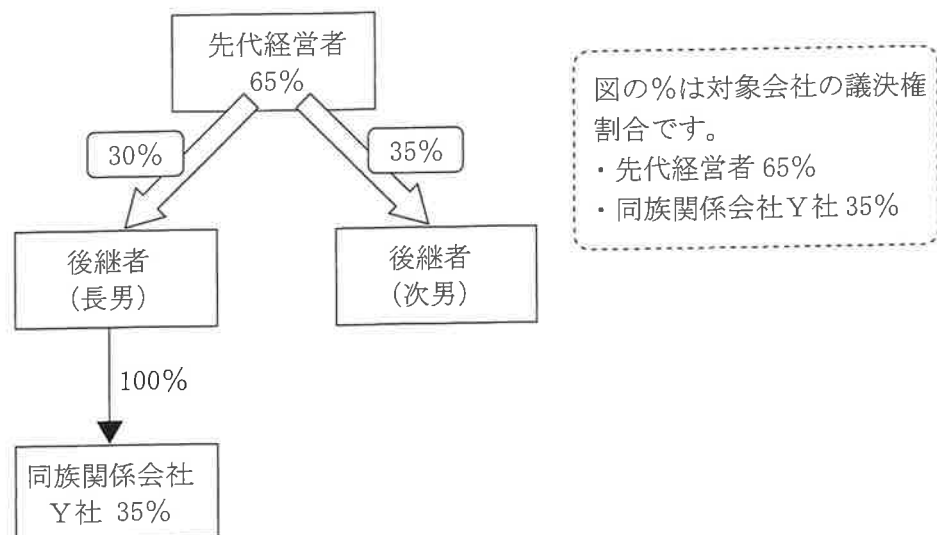 先代経営者
65%
30%
35%
後継者
(長男)
後継者
(次男)
100%
同族関係会社
Y社 35%
図の%は対象会社の議決権
割合です。
・先代経営者 65%
・同族関係会社Y社 35%